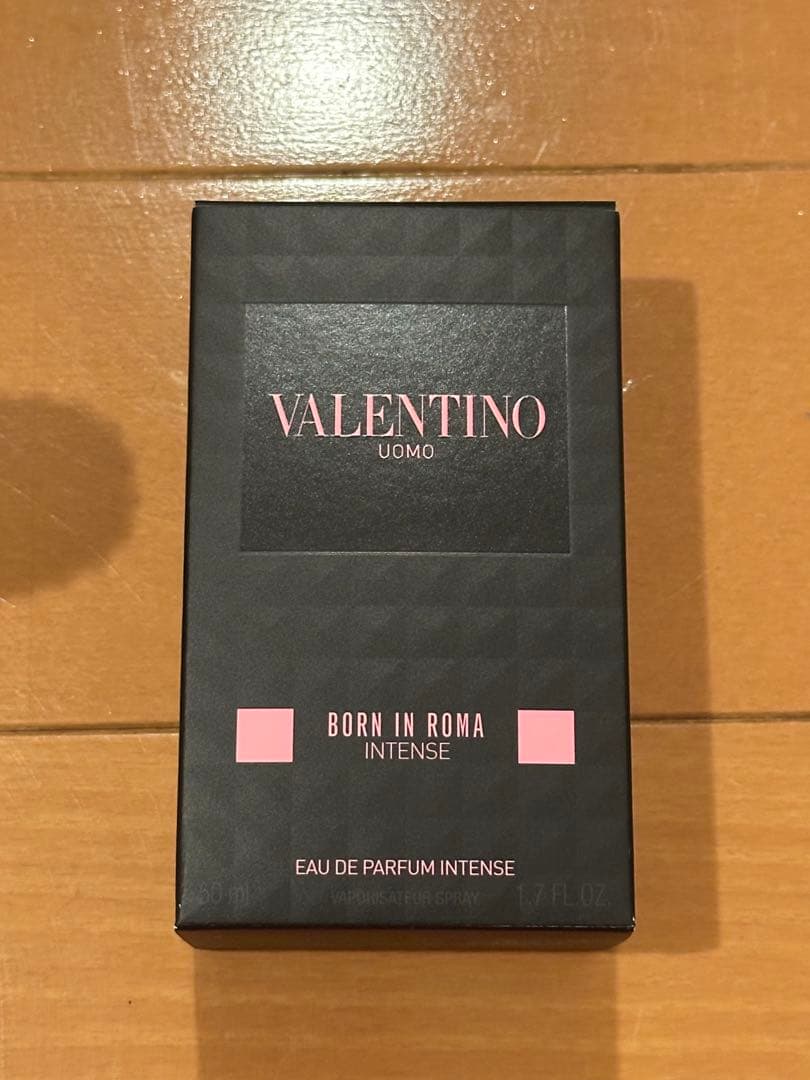 VALENTINO
UOMO
BORN IN ROMA
INTENSE
EAU DE PARFUM INTENSE
50 ml VAPORISATEUR SPRAY 1.7 FL.OZ.